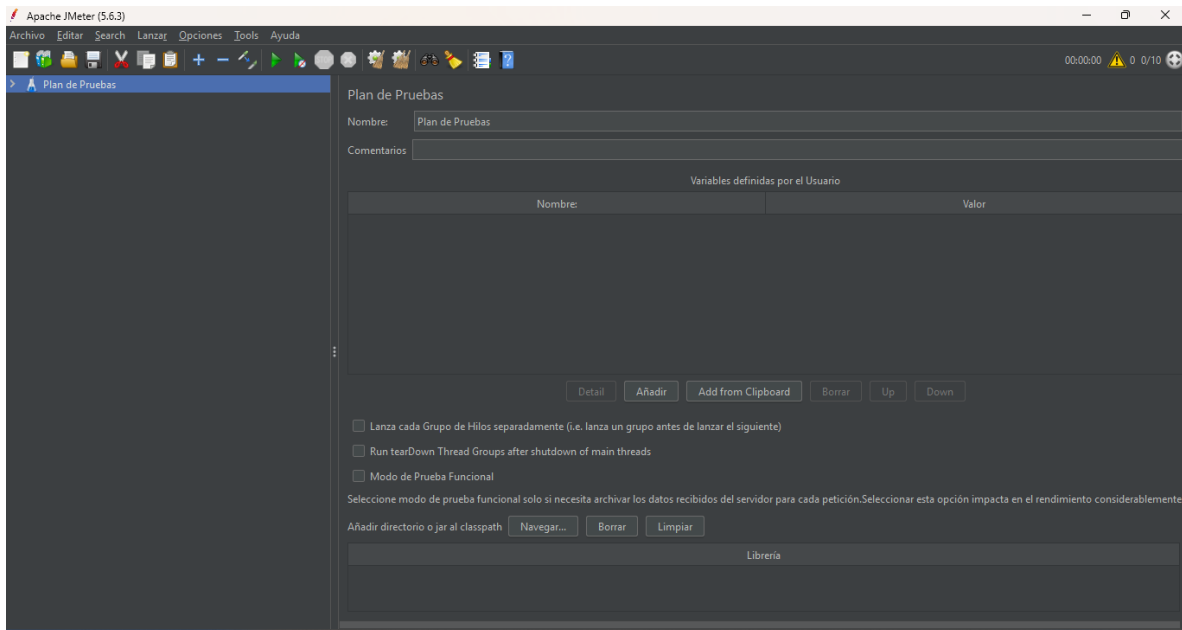 Apache JMeter (5.6.3)
Archivo Editar Search Lanzar Opciones Tools Ayuda
00:00:00 0 0/10
Plan de Pruebas
Plan de Pruebas
Nombre: Plan de Pruebas
Comentarios
Variables definidas por el Usuario
Nombre: Valor
Detail Añadir Add from Clipboard Borrar Up Down
Lanza cada Grupo de Hilos separadamente (i.e. lanza un grupo antes de lanzar el siguiente)
Run tearDown Thread Groups after shutdown of main threads
Modo de Prueba Funcional
Seleccione modo de prueba funcional solo si necesita archivar los datos recibidos del servidor para cada petición.Seleccionar esta opción impacta en el rendimiento considerablemente
Añadir directorio o jar al classpath Navegar... Borrar Limpiar
Librería